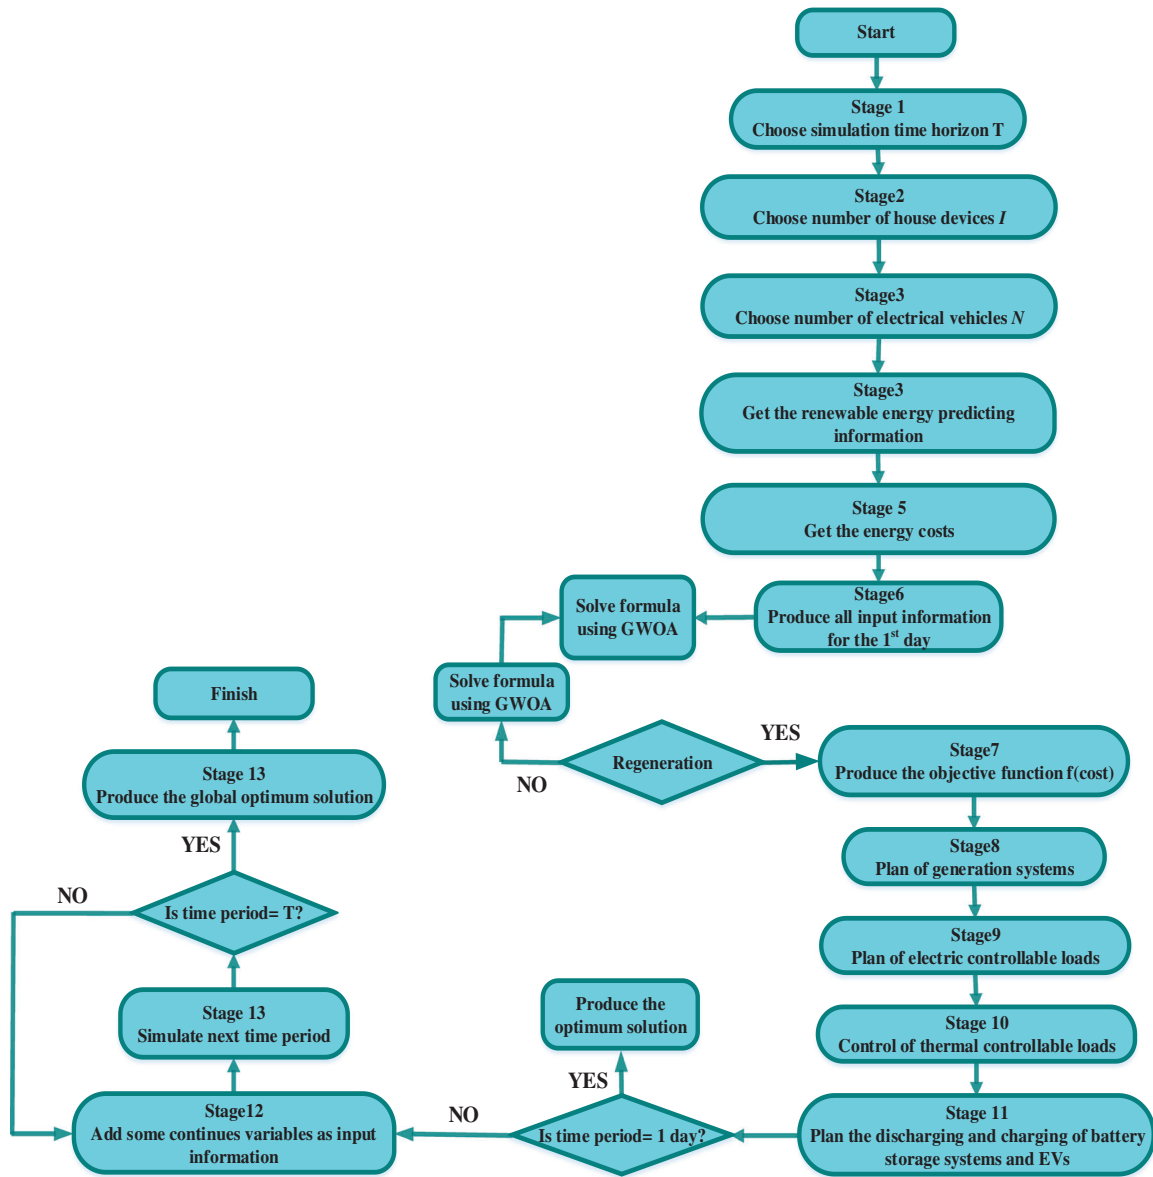 Start
Stage 1
Choose simulation time horizon T
Stage2
Choose number of house devices I
Stage3
Choose number of electrical vehicles N
Stage3
Get the renewable energy predicting
information
Stage 5
Get the energy costs
Stage6
Produce all input information
for the 1st day
Solve formula
using GWOA
Solve formula
using GWOA
Regeneration
NO
YES
Stage7
Produce the objective function f(cost)
Stage8
Plan of generation systems
Stage9
Plan of electric controllable loads
Stage 10
Control of thermal controllable loads
Stage 11
Plan the discharging and charging of battery
storage systems and EVs
Is time period= 1 day?
YES
Produce the
optimum solution
NO
Stage12
Add some continues variables as input
information
Stage 13
Simulate next time period
Is time period= T?
NO
YES
Stage 13
Produce the global optimum solution
Finish